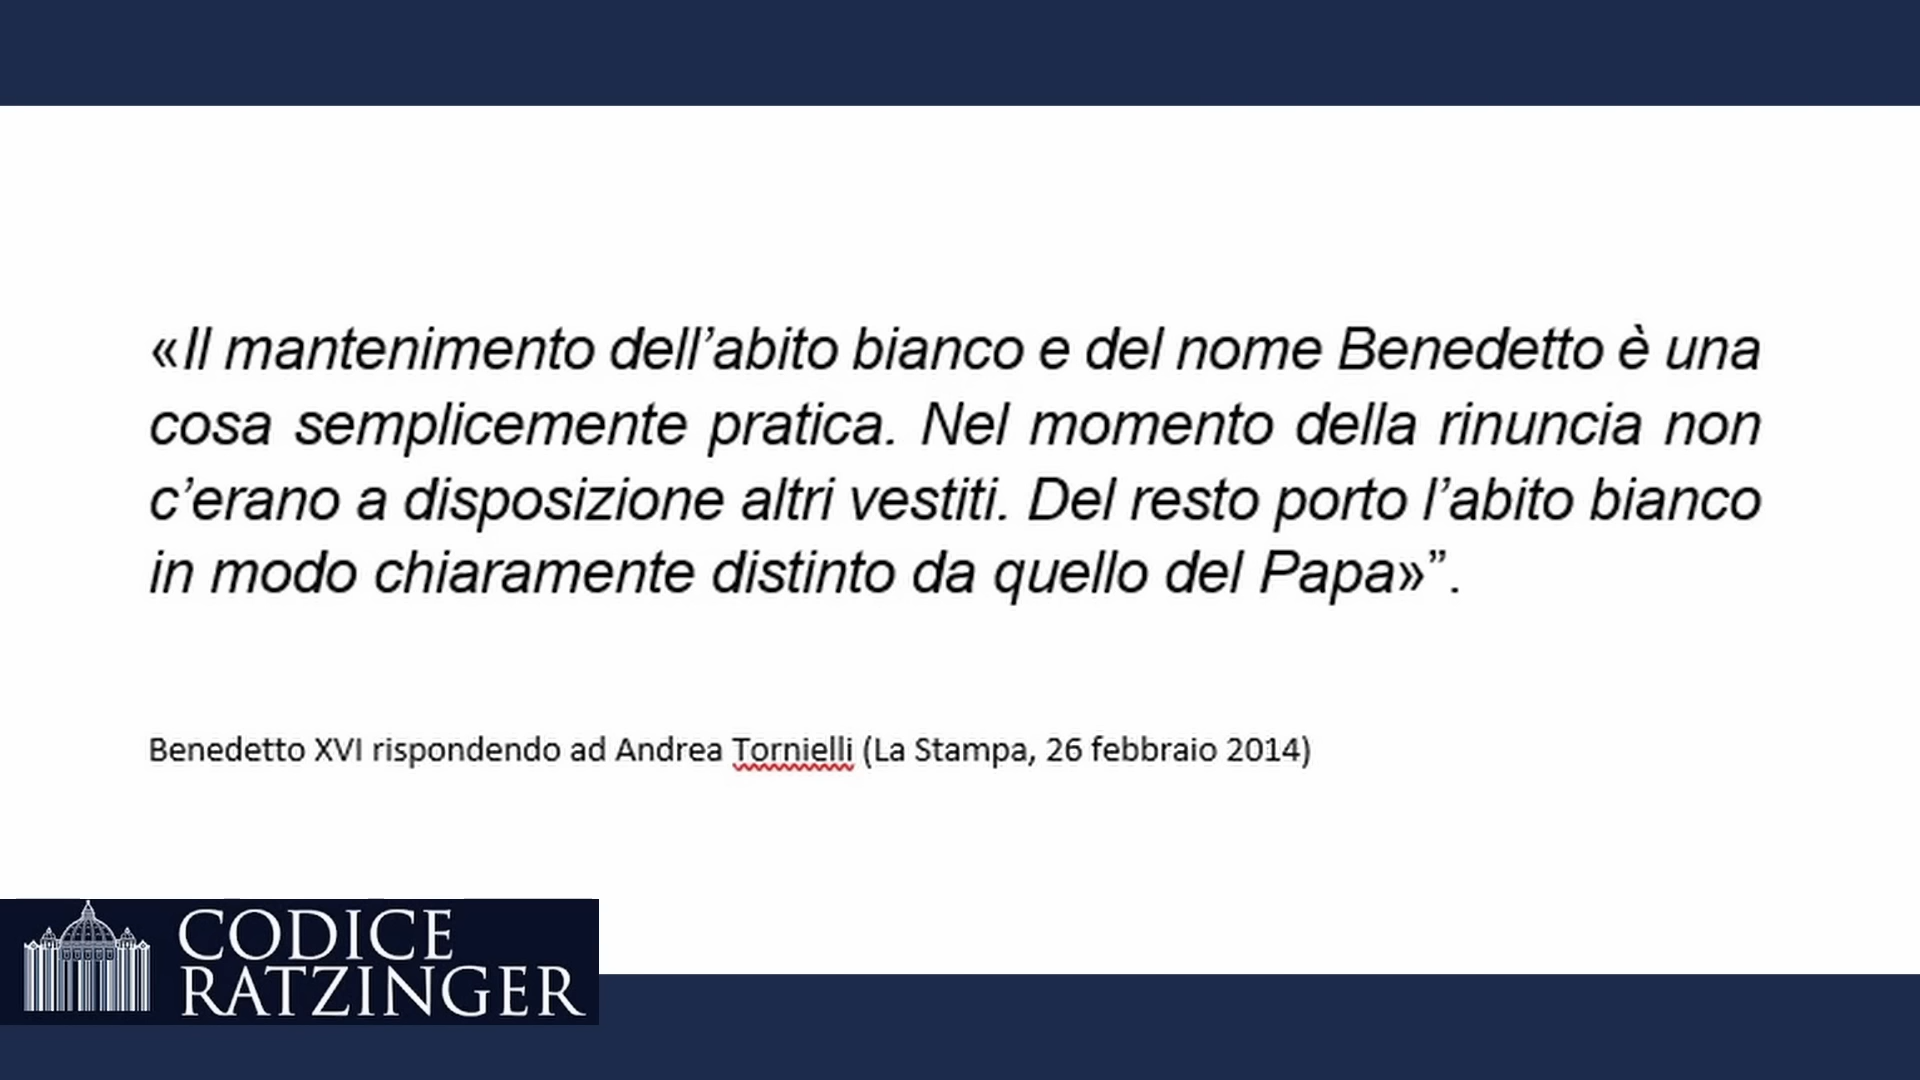 «Il mantenimento dell’abito bianco e del nome Benedetto è una
cosa semplicemente pratica. Nel momento della rinuncia non
c’erano a disposizione altri vestiti. Del resto porto l’abito bianco
in modo chiaramente distinto da quello del Papa»”.
Benedetto XVI rispondendo ad Andrea Tornielli (La Stampa, 26 febbraio 2014)
CODICE
RATZINGER